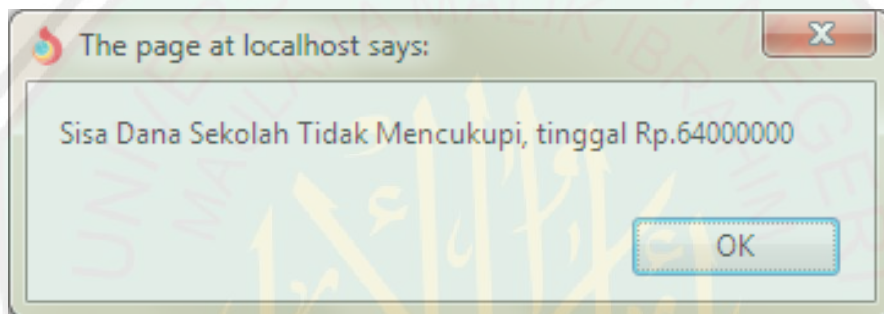 The page at localhost says:
Sisa Dana Sekolah Tidak Mencukupi, tinggal Rp.64000000
OK